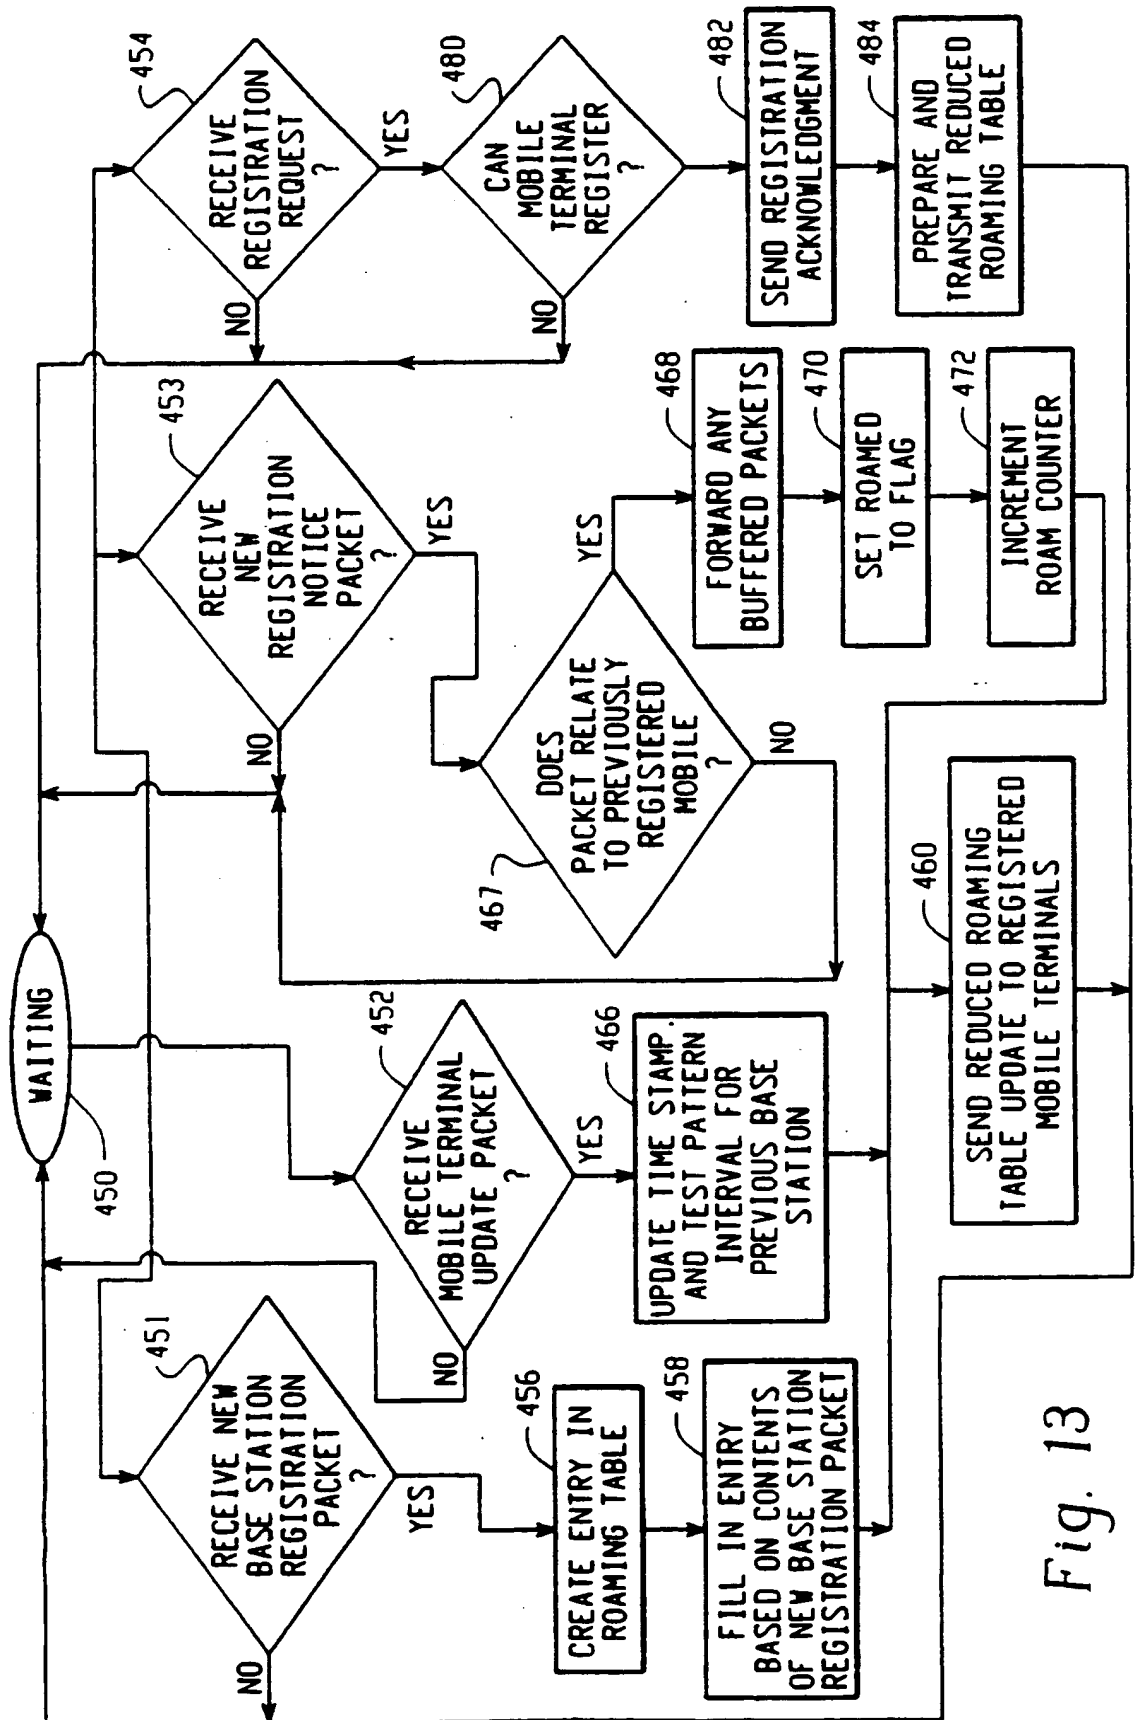 WAITING
450
451
RECEIVE NEW
BASE STATION
REGISTRATION
PACKET
?
NO
YES
456
CREATE ENTRY IN
ROAMING TABLE
458
FILL IN ENTRY
BASED ON CONTENTS
OF NEW BASE STATION
REGISTRATION PACKET
452
RECEIVE
MOBILE TERMINAL
UPDATE PACKET
?
NO
YES
466
UPDATE TIME STAMP.
AND TEST PATTERN
INTERVAL FOR
PREVIOUS BASE
STATION
453
RECEIVE
NEW
REGISTRATION
NOTICE
PACKET
?
NO
YES
467
DOES
PACKET RELATE
TO PREVIOUSLY
REGISTERED
MOBILE
?
YES
NO
468
FORWARD ANY
BUFFERED PACKETS
470
SET ROAMED
TO FLAG
472
INCREMENT
ROAM COUNTER
460
SEND REDUCED ROAMING
TABLE UPDATE TO REGISTERED
MOBILE TERMINALS
454
RECEIVE
REGISTRATION
REQUEST
?
NO
YES
480
CAN
MOBILE
TERMINAL
REGISTER
?
NO
482
SEND REGISTRATION
ACKNOWLEDGMENT
484
PREPARE AND
TRANSMIT REDUCED
ROAMING TABLE
Fig. 13